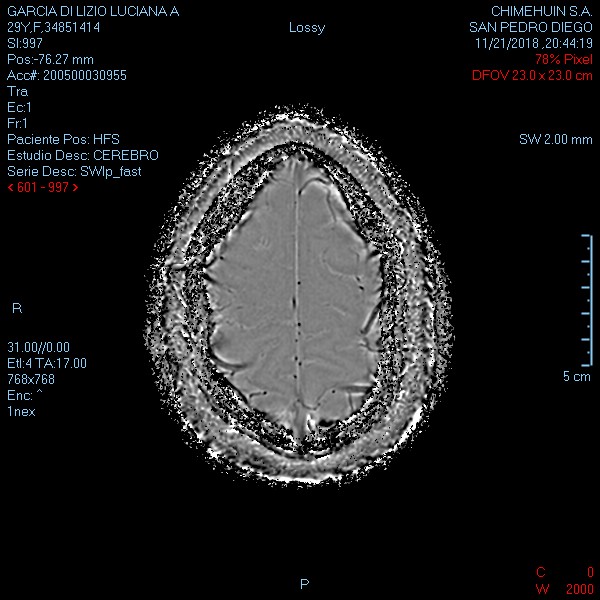 GARCIA DI LIZIO LUCIANA A
29Y,F,34851414
Sl:997
Pos:-76.27 mm
Acc#: 200500030955
Tra
Ec:1
Fr:1
Paciente Pos: HFS
Estudio Desc: CEREBRO
Serie Desc: SWIp_fast
< 601 - 997 >
Lossy
CHIMEHUIN S.A.
SAN PEDRO DIEGO
11/21/2018 ,20:44:19
78% Pixel
DFOV 23.0 x 23.0 cm
SW 2.00 mm
R
5 cm
31.00//0.00
Etl:4 TA:17.00
768x768
Enc: ^
1nex
P
C 0
W 2000